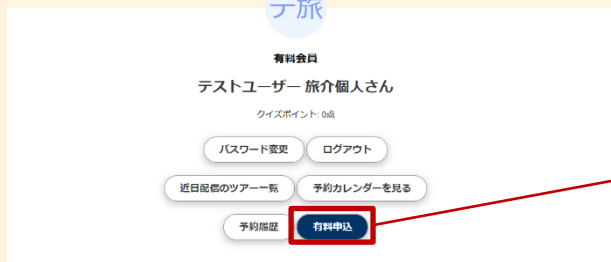 テ旅
有料会員
テストユーザー 旅介個人さん
クイズポイント: 0点
パスワード変更 ログアウト
近日配信のツアー一覧 予約カレンダーを見る
予約履歴 有料申込